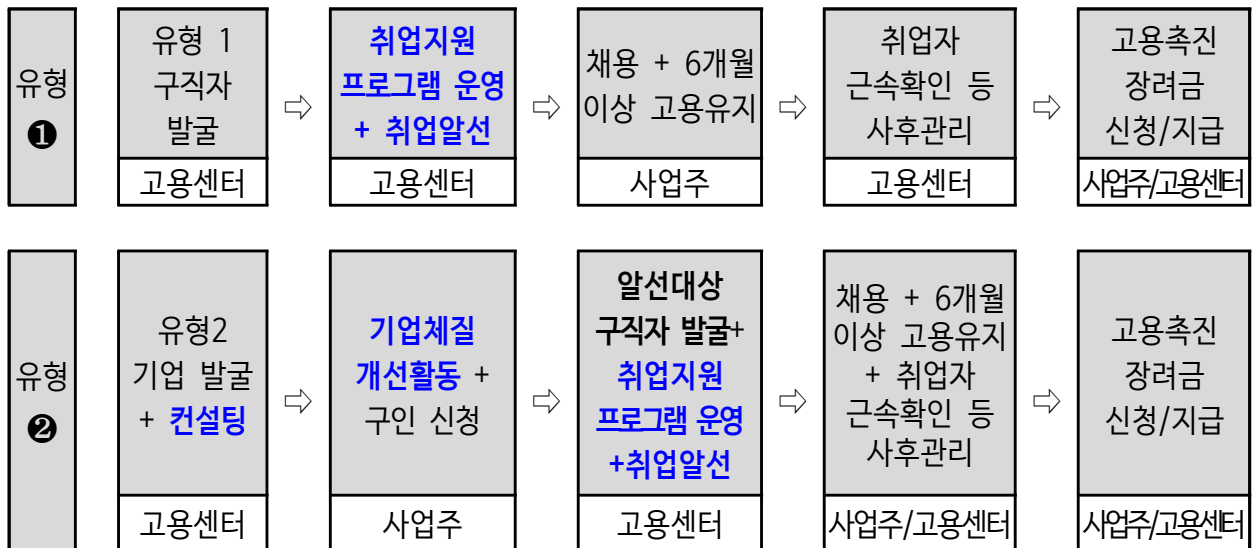 유형
❶
유형 1
구직자
발굴
고용센터
⇨
취업지원
프로그램 운영
+ 취업알선
고용센터
⇨
채용 + 6개월
이상 고용유지
사업주
⇨
취업자
근속확인 등
사후관리
고용센터
⇨
고용촉진
장려금
신청/지급
사업주/고용센터
유형
❷
유형2
기업 발굴
+ 컨설팅
고용센터
⇨
기업체질
개선활동 +
구인 신청
사업주
⇨
알선대상
구직자 발굴+
취업지원
프로그램 운영
+취업알선
고용센터
⇨
채용 + 6개월
이상 고용유지
+ 취업자
근속확인 등
사후관리
사업주/고용센터
⇨
고용촉진
장려금
신청/지급
사업주/고용센터